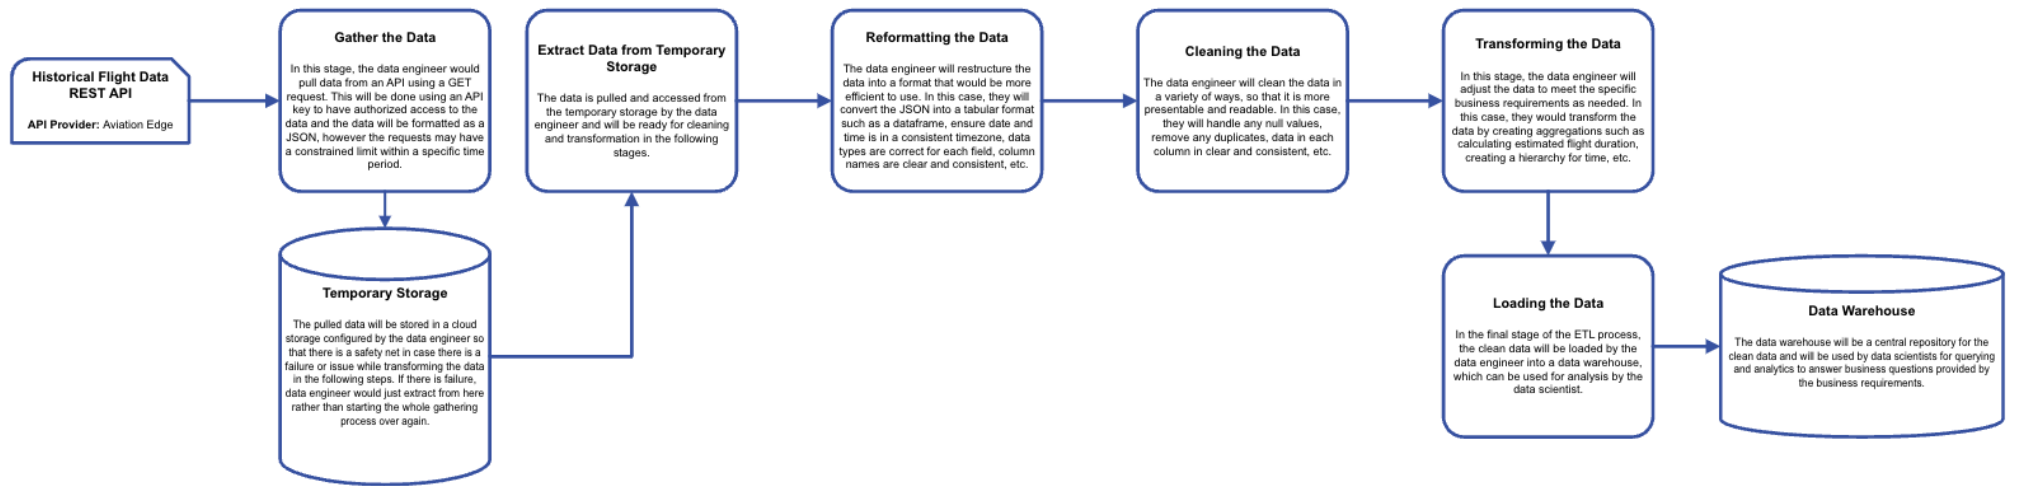 Historical Flight Data
REST API
API Provider: Aviation Edge
Gather the Data
In this stage, the data engineer would
pull data from an API using a GET
request. This will be done using an API
key to have authorized access to the
data and the data will be formatted as a
JSON, however the requests may have
a constrained limit within a specific time
period.
Temporary Storage
The pulled data will be stored in a cloud
storage configured by the data engineer so
that there is a safety net in case there is a
failure or issue while transforming the data
in the following steps. If there is failure,
data engineer would just extract from here
rather than starting the whole gathering
process over again.
Extract Data from Temporary
Storage
The data is pulled and accessed from
the temporary storage by the data
engineer and will be ready for cleaning
and transformation in the following
stages.
Reformatting the Data
The data engineer will restructure the
data into a format that would be more
efficient to use. In this case, they will
convert the JSON into a tabular format
such as a dataframe, ensure date and
time is in a consistent timezone, data
types are correct for each field, column
names are clear and consistent, etc.
Cleaning the Data
The data engineer will clean the data in
a variety of ways, so that it is more
presentable and readable. In this case,
they will handle any null values,
remove any duplicates, data in each
column in clear and consistent, etc.
Transforming the Data
In this stage, the data engineer will
adjust the data to meet the specific
business requirements as needed. In
this case, they would transform the
data by creating aggregations such as
calculating estimated flight duration,
creating a hierarchy for time, etc.
Loading the Data
In the final stage of the ETL process,
the clean data will be loaded by the
data engineer into a data warehouse,
which can be used for analysis by the
data scientist.
Data Warehouse
The data warehouse will be a central repository for the
clean data and will be used by data scientists for querying
and analytics to answer business questions provided by
the business requirements.